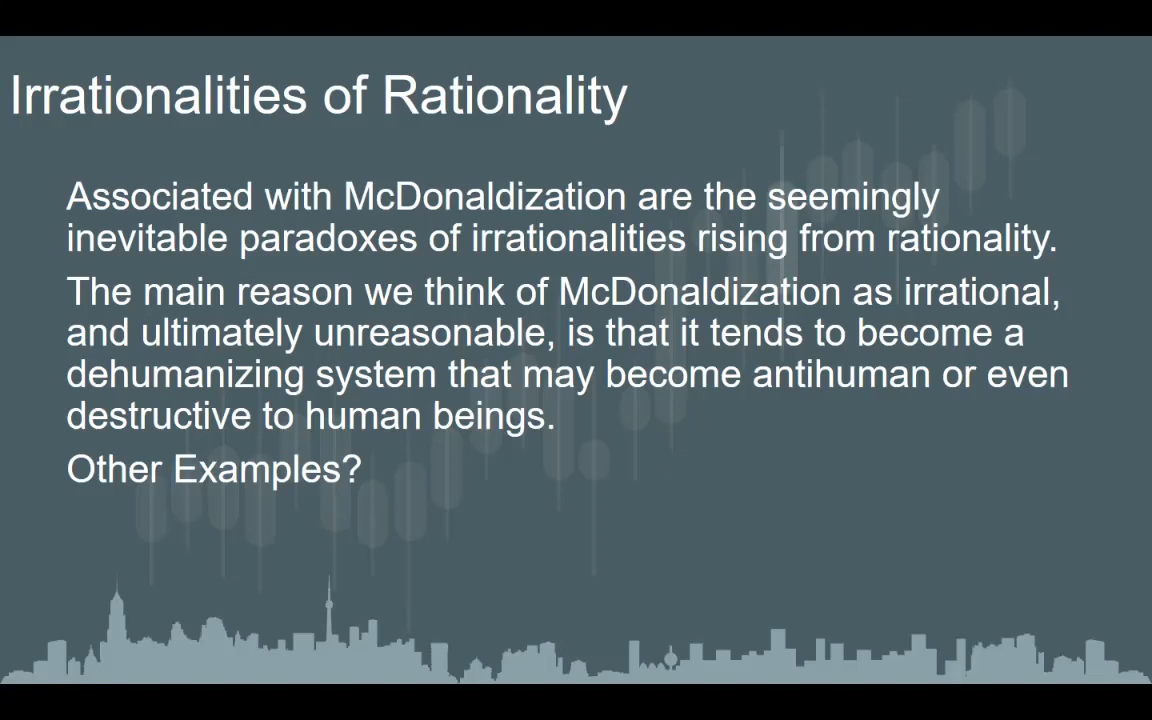 Irrationalities of Rationality
Associated with McDonaldization are the seemingly
inevitable paradoxes of irrationalities rising from rationality.
The main reason we think of McDonaldization as irrational,
and ultimately unreasonable, is that it tends to become a
dehumanizing system that may become antihuman or even
destructive to human beings.
Other Examples?